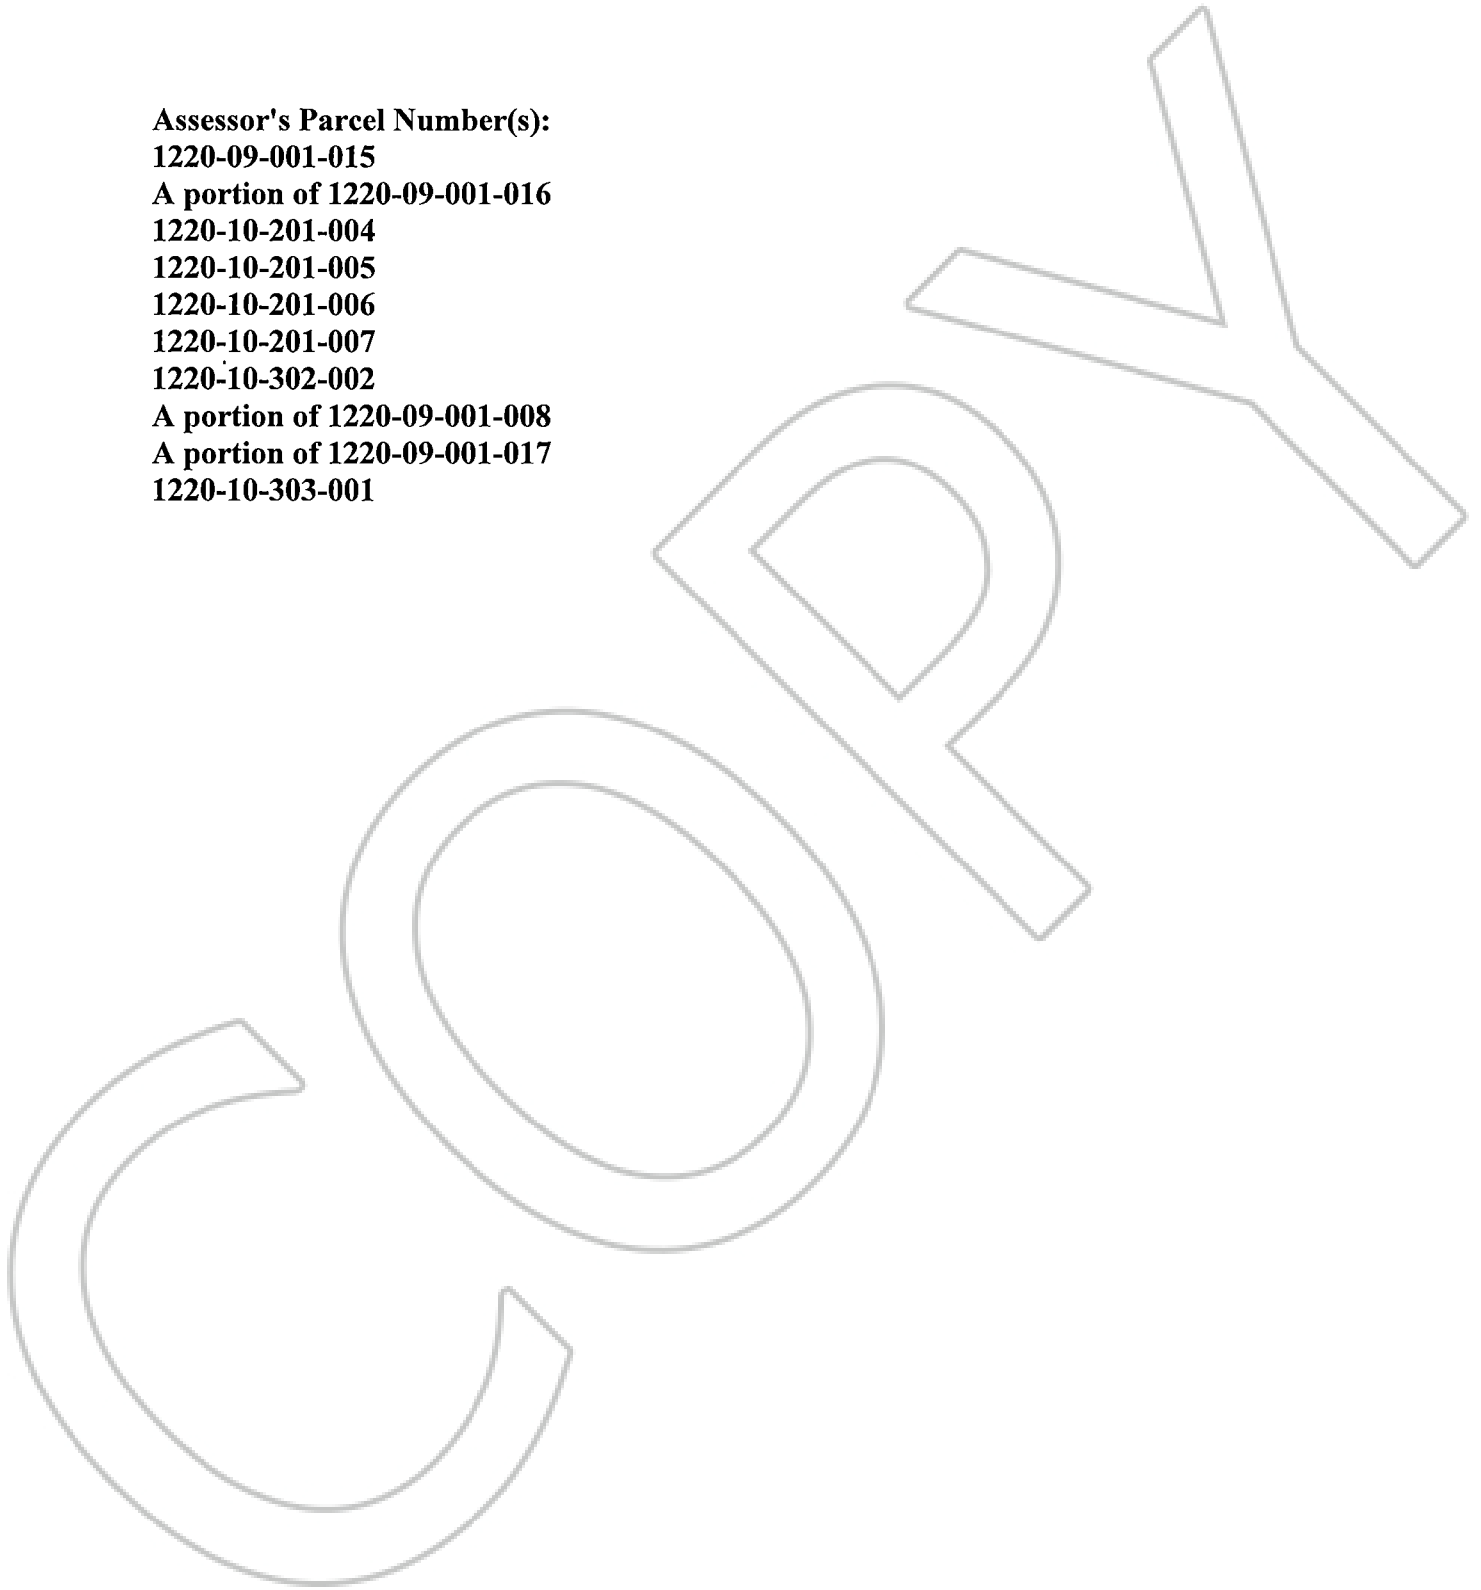 Assessor's Parcel Number(s):
1220-09-001-015
A portion of 1220-09-001-016
1220-10-201-004
1220-10-201-005
1220-10-201-006
1220-10-201-007
1220-10-302-002
A portion of 1220-09-001-008
A portion of 1220-09-001-017
1220-10-303-001
COPY